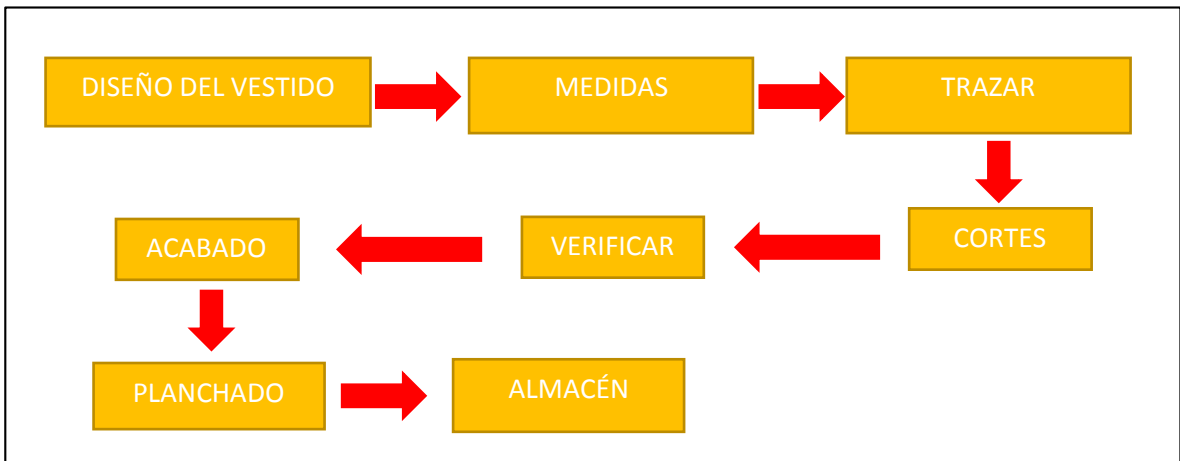 DISEÑO DEL VESTIDO
MEDIDAS
TRAZAR
CORTES
VERIFICAR
ACABADO
PLANCHADO
ALMACÉN